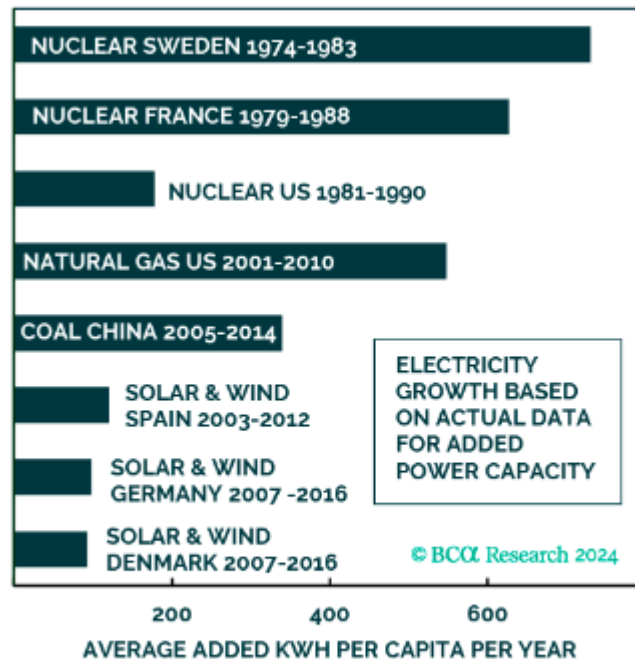 NUCLEAR SWEDEN 1974-1983
NUCLEAR FRANCE 1979-1988
NUCLEAR US 1981-1990
NATURAL GAS US 2001-2010
COAL CHINA 2005-2014
SOLAR & WIND
SPAIN 2003-2012
SOLAR & WIND
GERMANY 2007 -2016
SOLAR & WIND
DENMARK 2007-2016
ELECTRICITY
GROWTH BASED
ON ACTUAL DATA
FOR ADDED
POWER CAPACITY
© BCα Research 2024
200 400 600
AVERAGE ADDED KWH PER CAPITA PER YEAR